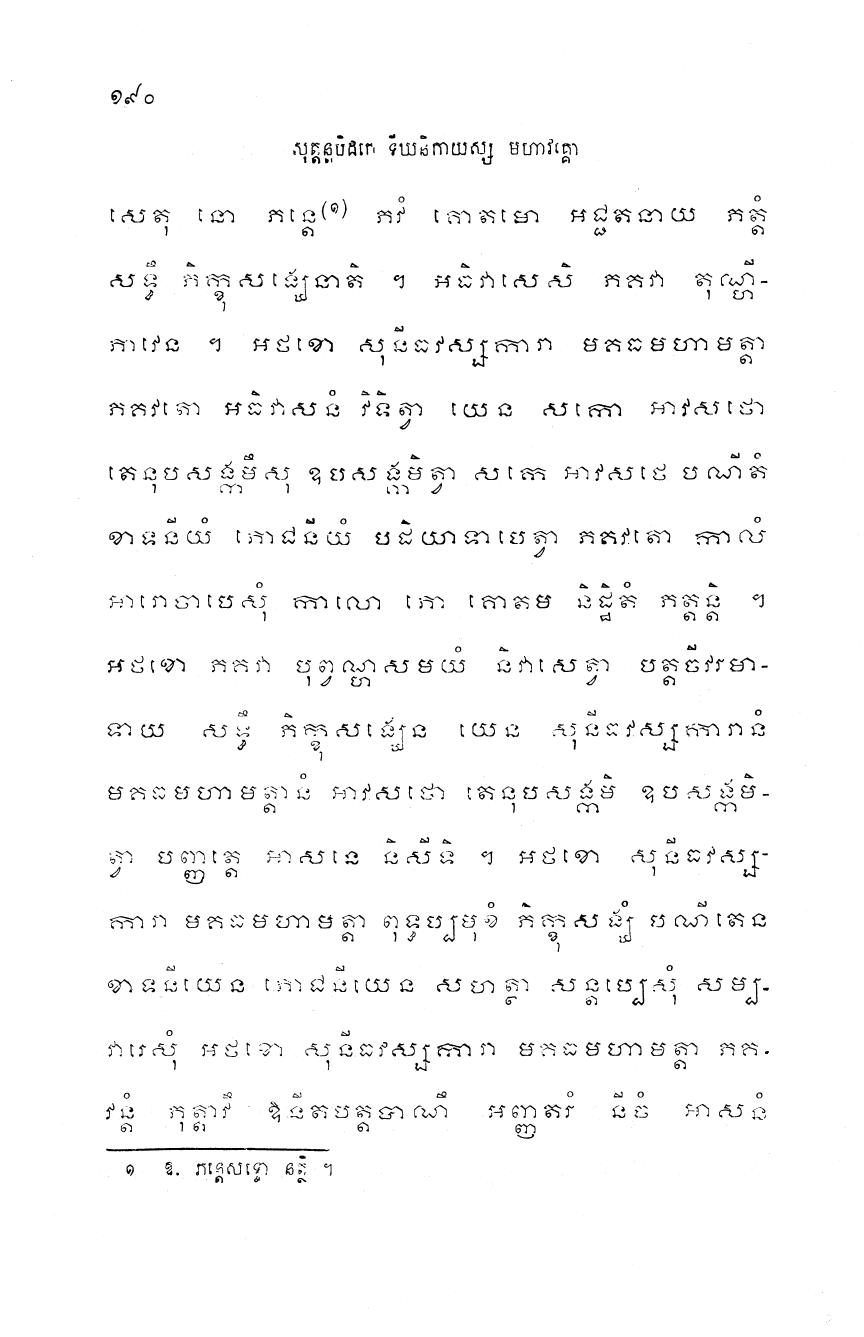 ១៩០
សុត្តន្តបិដកេ ទីឃនិកាយស្ស មហាវគ្គោ
សេតុ នោ ភន្តេ(១) ភវំ គោតមោ អជ្ជតនាយ ភត្តំ
សទ្ធឹ ភិក្ខុសង្ឃេនាតិ ។ អធិវាសេសិ ភគវា តុណ្ហី-
ភាវេន ។ អថខោ សុនីធវស្សការា មគធមហាមត្តា
ភគវតោ អធិវាសនំ វិទិត្វា យេន សកោ អាវសថោ
តេនុបសង្កមឹសុ ឧបសង្កមិត្វា សកេ អាវសថេ បណីតំ
ខាទនីយំ ភោជនីយំ បដិយាទាបេត្វា ភគវតោ កាលំ
អារោចាបេសុំ កាលោ ភោ គោតម និដ្ឋិតំ ភត្តន្តិ ។
អថខោ ភគវា បុព្វណ្ហសមយំ និវាសេត្វា បត្តចីវរមា-
ទាយ សទ្ធឹ ភិក្ខុសង្ឃេន យេន សុនីធវស្សការានំ
មគធមហាមត្តានំ អាវសថោ តេនុបសង្កមិ ឧបសង្កមិ-
ត្វា បញ្ញត្តេ អាសនេ និសីទិ ។ អថខោ សុនីធវស្ស-
ការា មគធមហាមត្តា ពុទ្ធប្បមុខំ ភិក្ខុសង្ឃំ បណីតេន
ខាទនីយេន ភោជនីយេន សហត្ថា សន្តប្បេសុំ សម្ប-
វារេសុំ អថខោ សុនីធវស្សការា មគធមហាមត្តា ភគ-
វន្តំ ភុត្តាវឹ ឱនីតបត្តបាណឹ អញ្ញតរំ នីចំ អាសនំ
១ ឧ. ភន្តេសទ្ទោ នត្ថិ ។